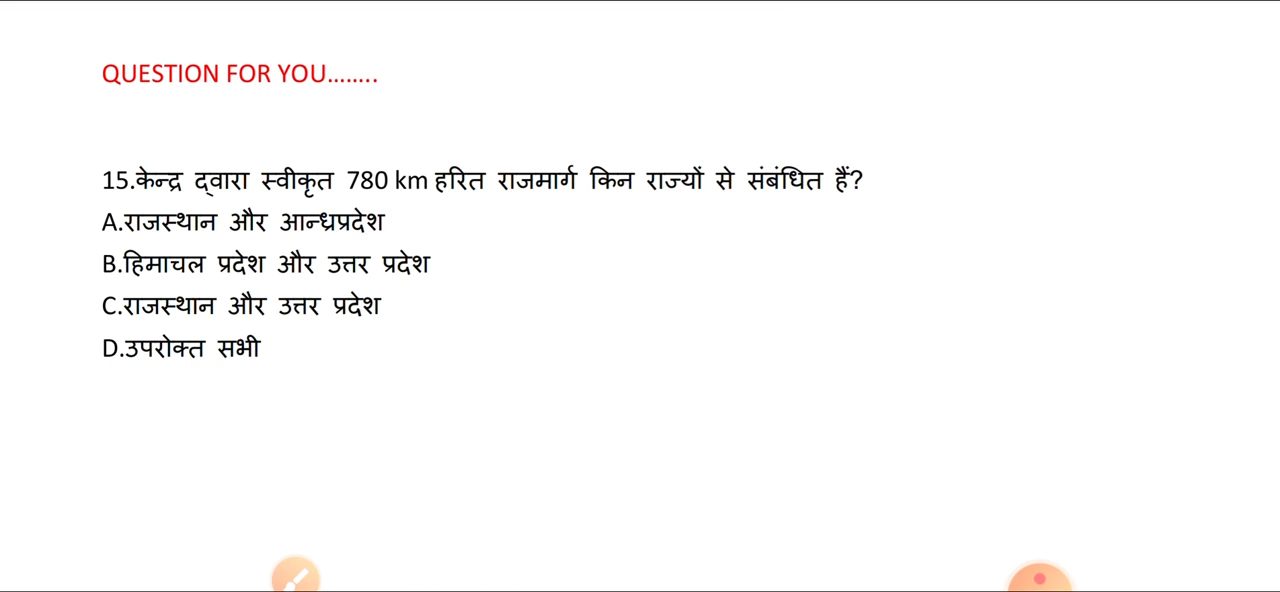 QUESTION FOR YOU........
15.केन्द्र द्वारा स्वीकृत 780 km हरित राजमार्ग किन राज्यों से संबंधित हैं?
A.राजस्थान और आन्ध्रप्रदेश
B.हिमाचल प्रदेश और उत्तर प्रदेश
C.राजस्थान और उत्तर प्रदेश
D.उपरोक्त सभी